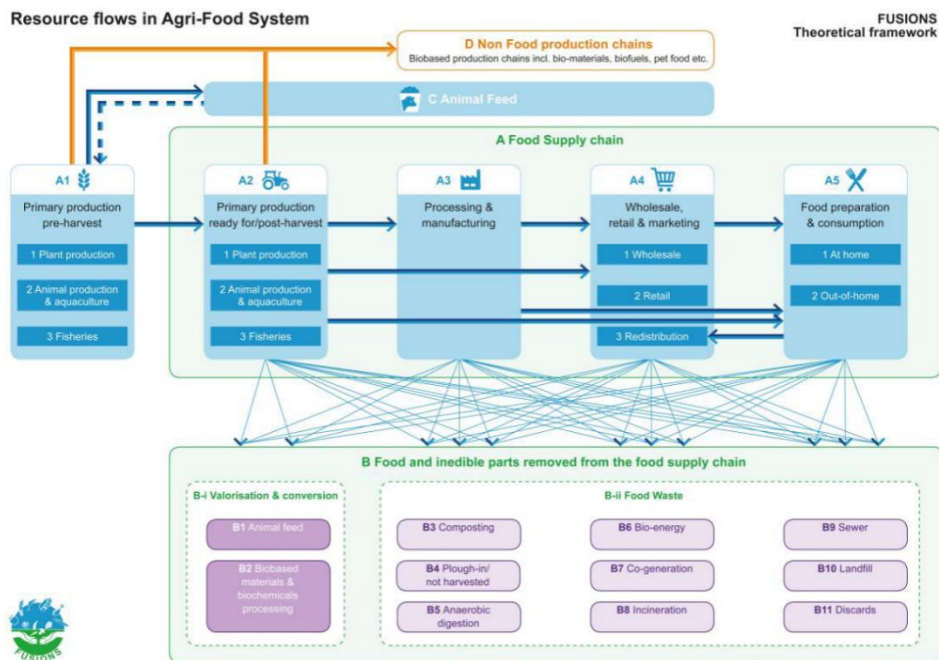 Resource flows in Agri-Food System
FUSIONS
Theoretical framework
D Non Food production chains
Biobased production chains incl. bio-materials, biofuels, pet food etc.
C Animal Feed
A Food Supply chain
A1
Primary production
pre-harvest
1 Plant production
2 Animal production
& aquaculture
3 Fisheries
A2
Primary production
ready for/post-harvest
1 Plant production
2 Animal production
& aquaculture
3 Fisheries
A3
Processing &
manufacturing
A4
Wholesale,
retail & marketing
1 Wholesale
2 Retail
3 Redistribution
A5
Food preparation
& consumption
1 At home
2 Out-of-home
B Food and inedible parts removed from the food supply chain
B-i Valorisation & conversion
B1 Animal feed
B2 Biobased
materials &
biochemicals
processing
B-ii Food Waste
B3 Composting
B4 Plough-in/
not harvested
B5 Anaerobic
digestion
B6 Bio-energy
B7 Co-generation
B8 Incineration
B9 Sewer
B10 Landfill
B11 Discards
FUSIONS